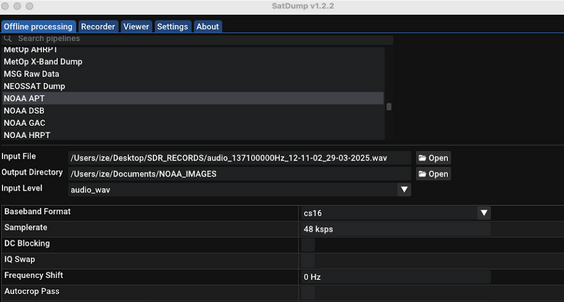 SatDump v1.2.2
Offline processing Recorder Viewer Settings About
Search pipelines
MetOp AHRPT
MetOp X-Band Dump
MSG Raw Data
NEOSSAT Dump
NOAA APT
NOAA DSB
NOAA GAC
NOAA HRPT
Input File /Users/ize/Desktop/SDR_RECORDS/audio_137100000Hz_12-11-02_29-03-2025.wav Open
Output Directory /Users/ize/Documents/NOAA_IMAGES Open
Input Level audio_wav
Baseband Format cs16
Samplerate 48 ksps
DC Blocking
IQ Swap
Frequency Shift 0 Hz
Autocrop Pass